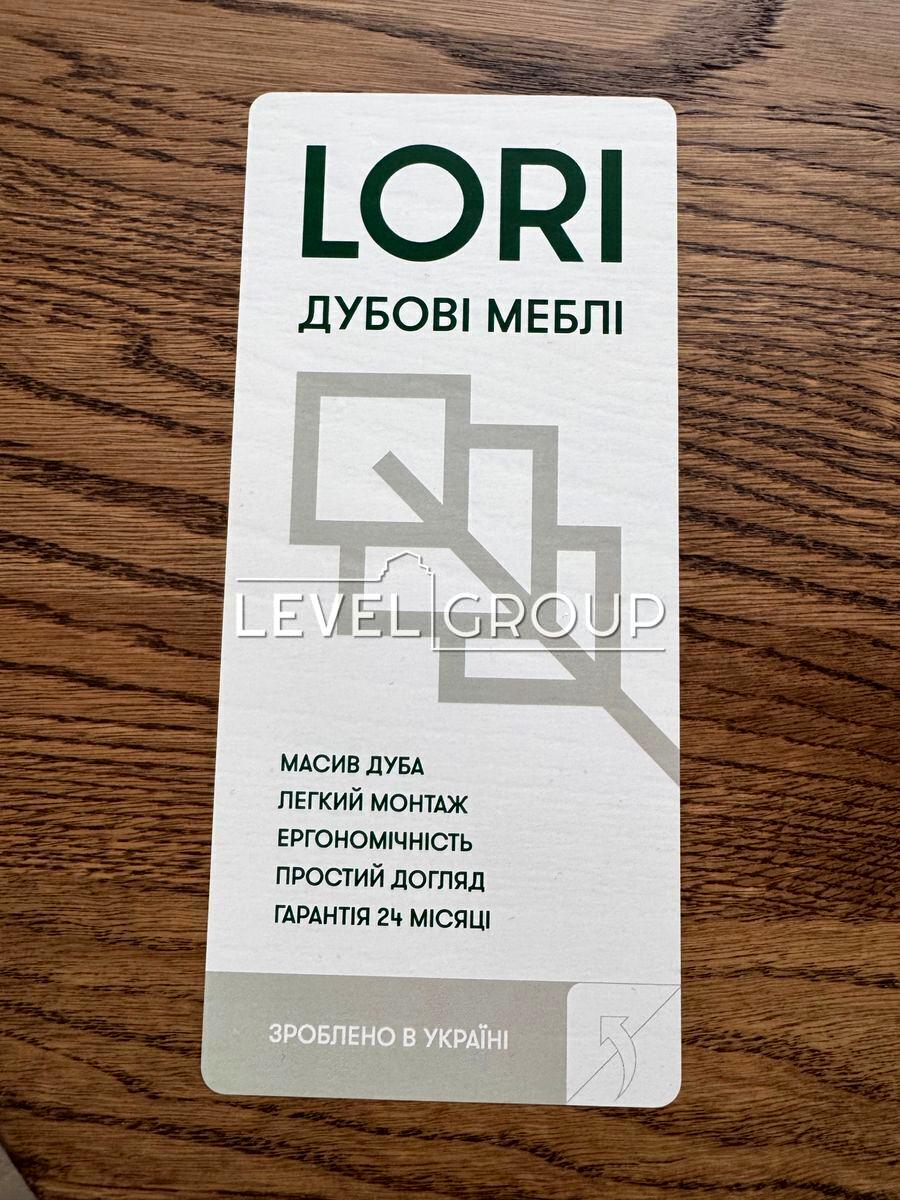 LORI
ДУБОВІ МЕБЛІ
LEVEL GROUP
МАСИВ ДУБА
ЛЕГКИЙ МОНТАЖ
ЕРГОНОМІЧНІСТЬ
ПРОСТИЙ ДОГЛЯД
ГАРАНТІЯ 24 МІСЯЦІ
ЗРОБЛЕНО В УКРАЇНІ